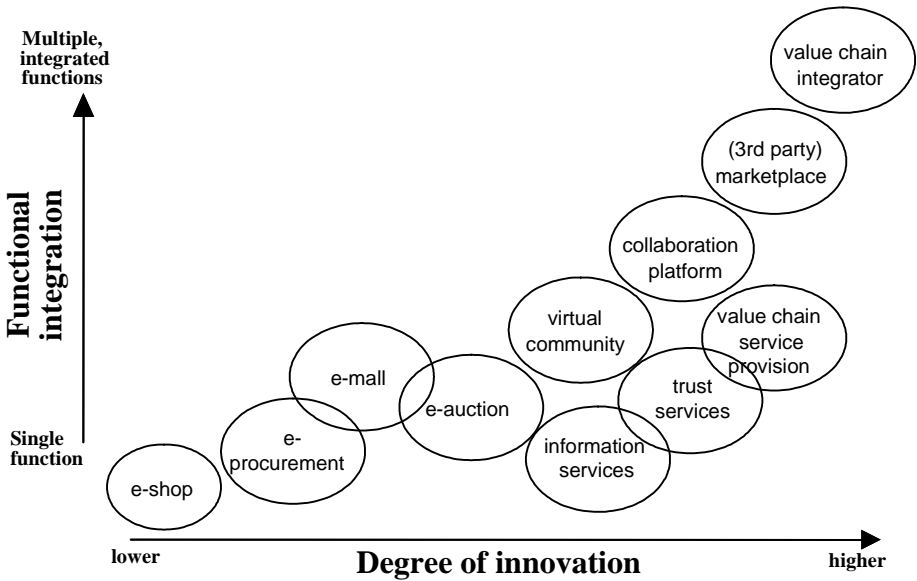 Multiple,
integrated
functions
Functional
integration
Single
function
value chain
integrator
(3rd party)
marketplace
collaboration
platform
virtual
community
value chain
service
provision
e-mall
e-auction
trust
services
e-
procurement
information
services
e-shop
lower
Degree of innovation
higher